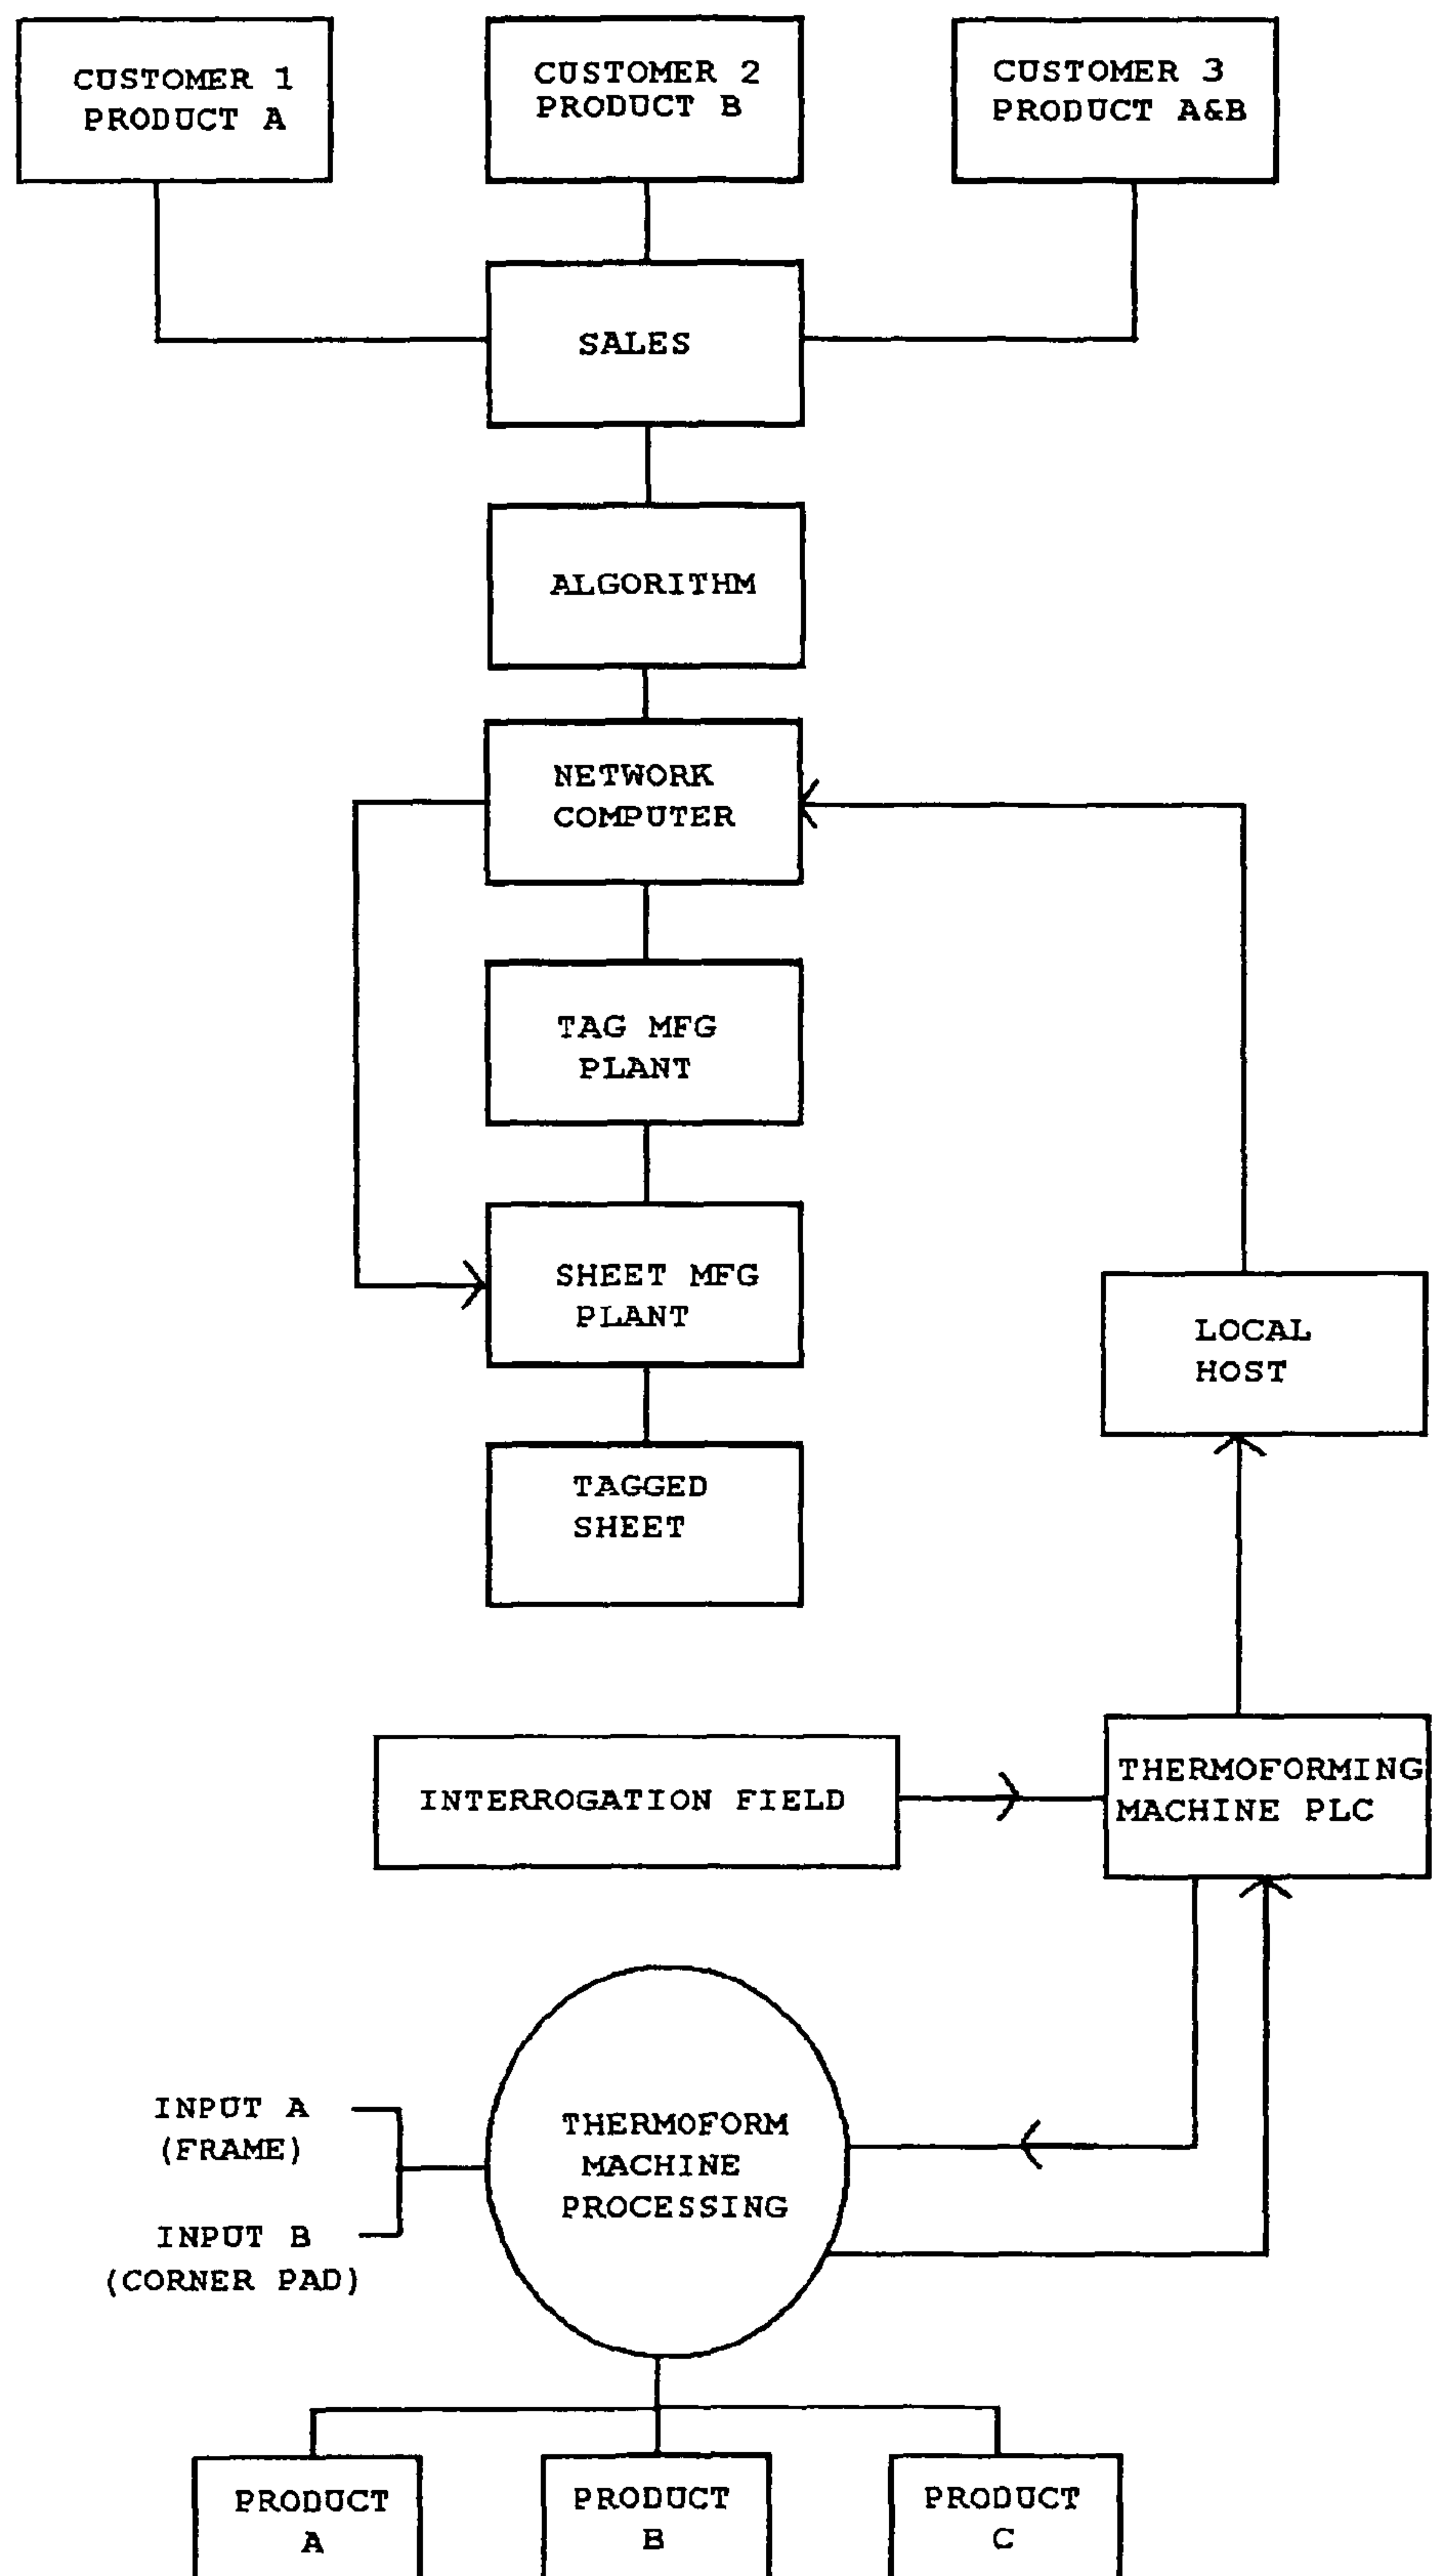 CUSTOMER 1
PRODUCT A
CUSTOMER 2
PRODUCT B
CUSTOMER 3
PRODUCT A&B
SALES
ALGORITHM
NETWORK
COMPUTER
TAG MFG
PLANT
SHEET MFG
PLANT
LOCAL
HOST
TAGGED
SHEET
INTERROGATION FIELD
THERMOFORMING
MACHINE PLC
INPUT A
(FRAME)
INPUT B
(CORNER PAD)
THERMOFORM
MACHINE
PROCESSING
PRODUCT
A
PRODUCT
B
PRODUCT
C